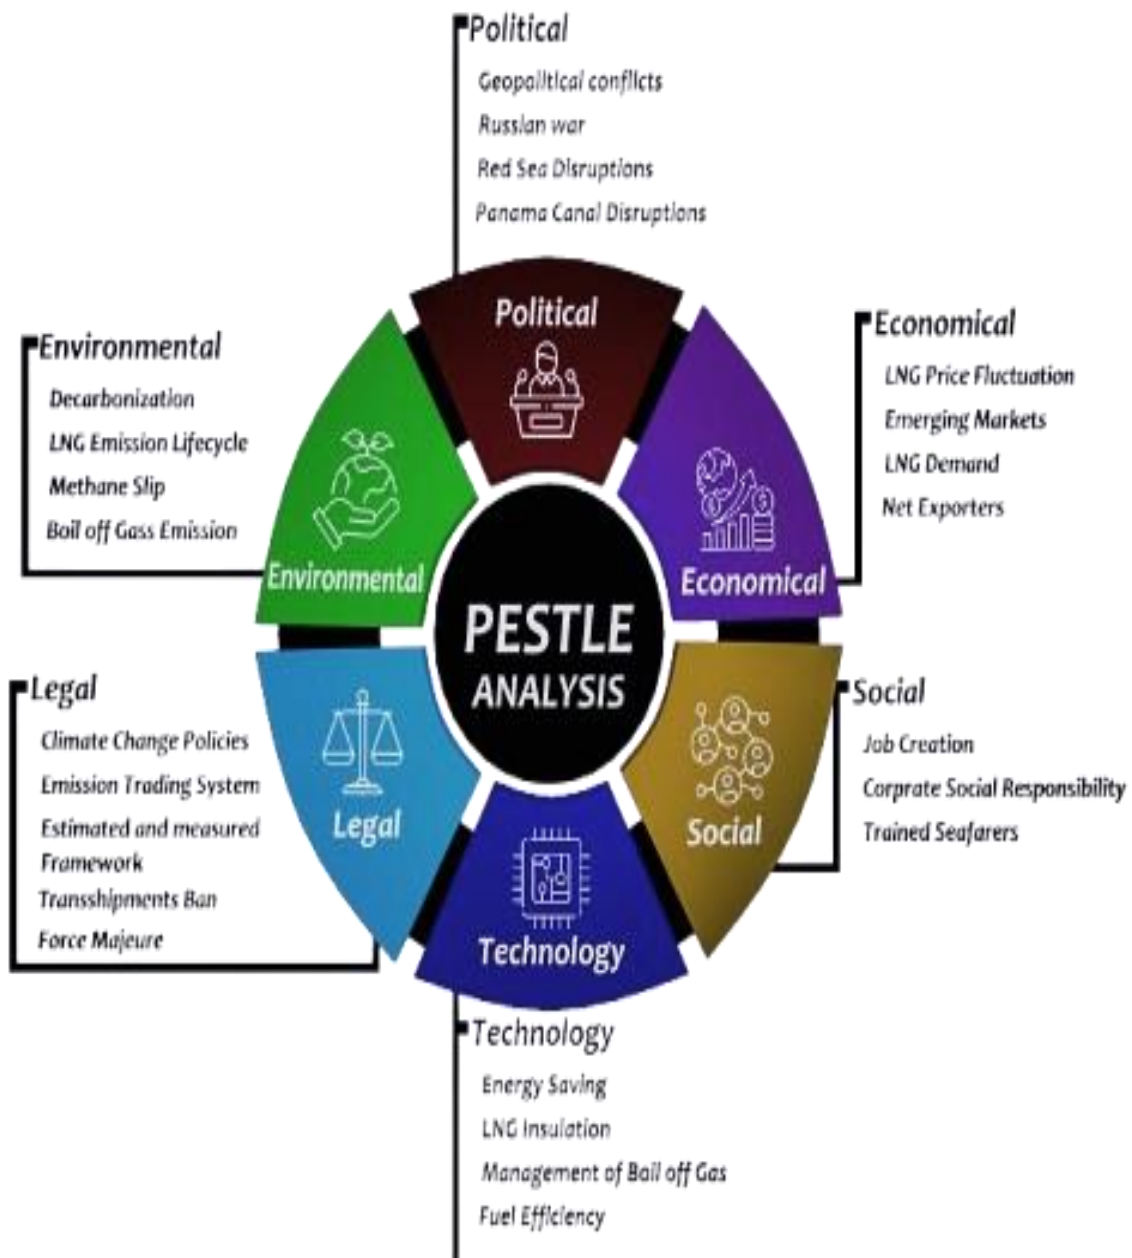 Political
Geopolitical conflicts
Russian war
Red Sea Disruptions
Panama Canal Disruptions
Political
Economical
LNG Price Fluctuation
Emerging Markets
LNG Demand
Net Exporters
Economical
Environmental
Decarbonization
LNG Emission Lifecycle
Methane Slip
Boil off Gass Emission
Environmental
PESTLE
ANALYSIS
Legal
Climate Change Policies
Emission Trading System
Estimated and measured
Framework
Transshipments Ban
Force Majeure
Legal
Social
Job Creation
Corprate Social Responsibility
Trained Seafarers
Social
Technology
Technology
Energy Saving
LNG Insulation
Management of Boil off Gas
Fuel Efficiency